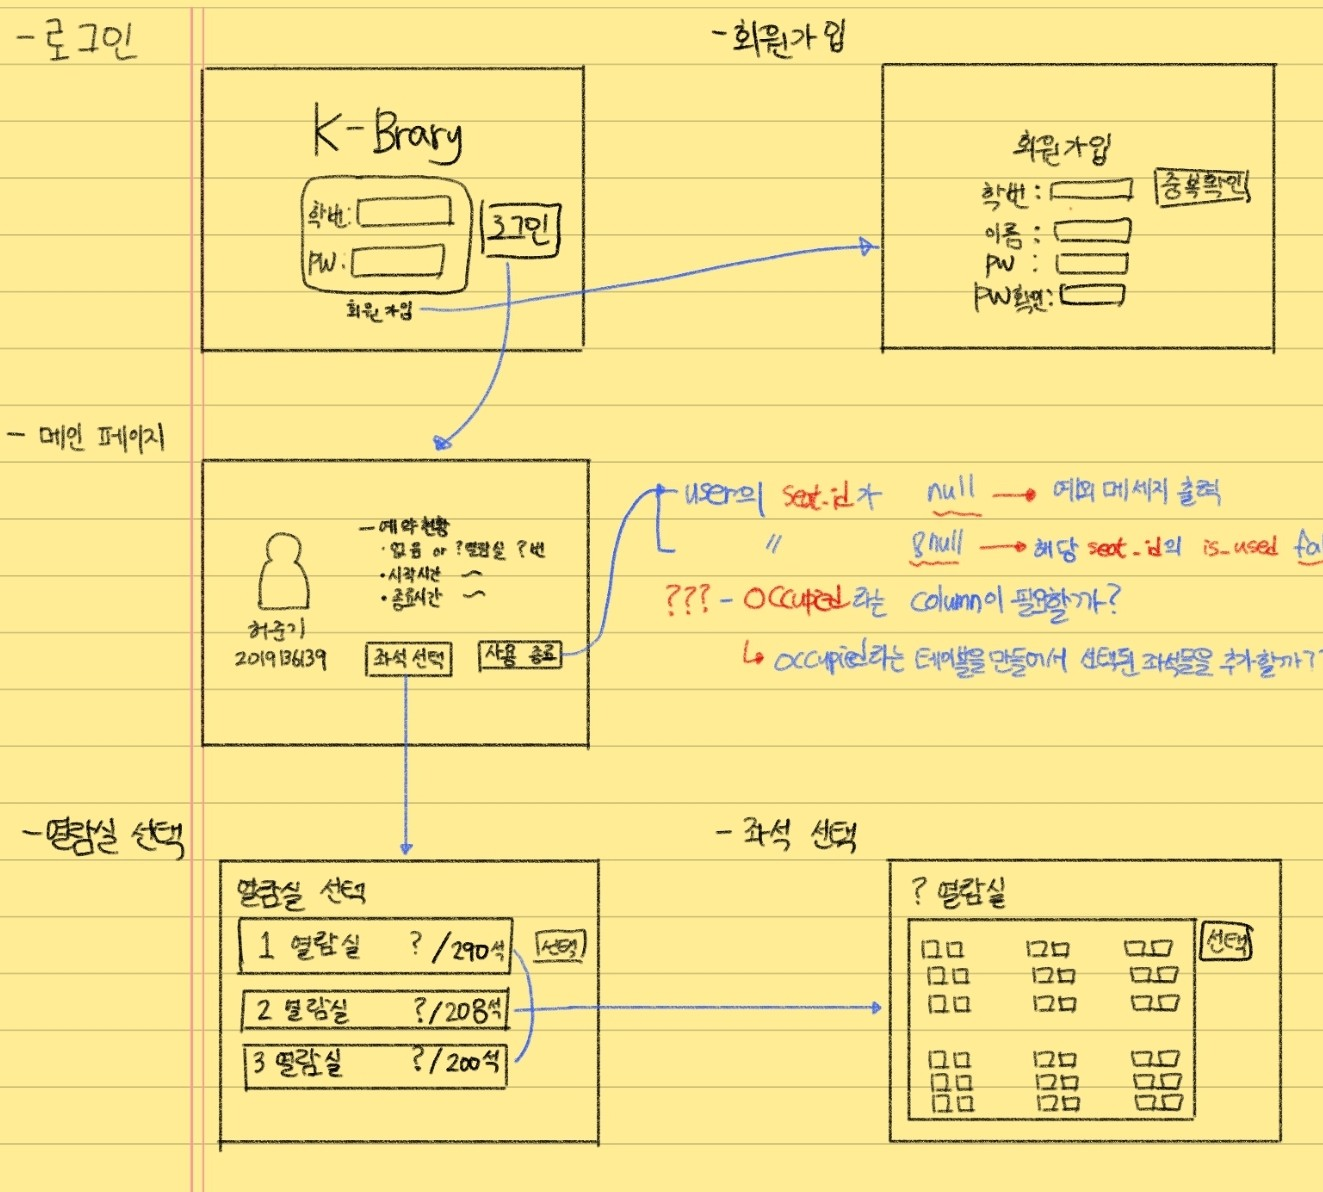 - 로그인
- 회원가입
K-Brary
학번:
PW:
로그인
회원가입
회원가입
학번:
중복확인
이름 :
PW :
PW확인:
- 메인 페이지
- 예약현황
· 없음 or ?열람실 ?번
· 시작시간 ~
· 종료시간 ~
허준기
2019136139
좌석 선택
사용 종료
user의 seat_id가 null → 예외 메세지 출력
" → 해당 seat_id의 is_used
??? - occupied라는 column이 필요할까?
↳ occupied라는 테이블을 만들어서 선택된 좌석들을 추가할까??
- 열람실 선택
열람실 선택
1 열람실 ? /290석
선택
2 열람실 ?/208석
3 열람실 ?/200석
- 좌석 선택
? 열람실
선택